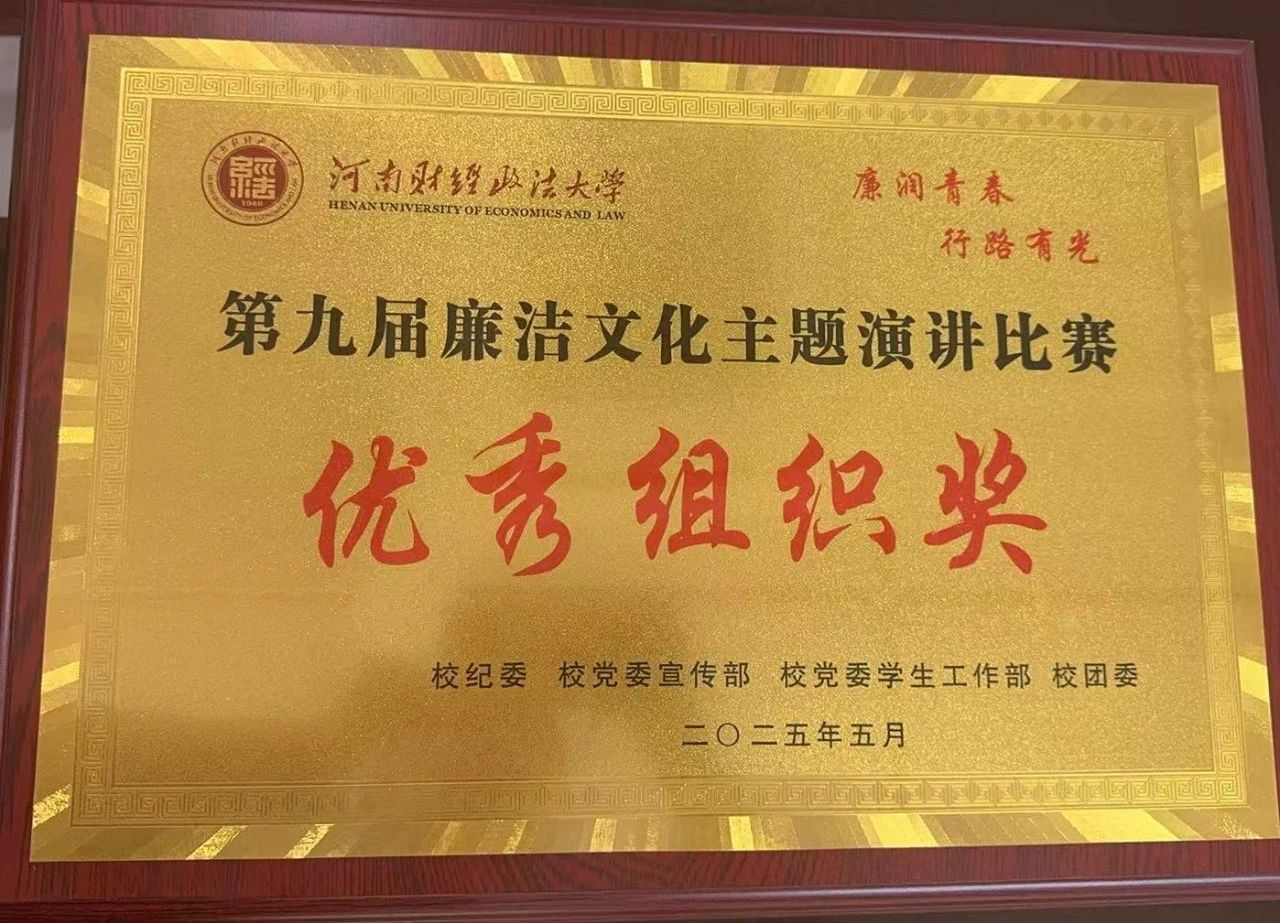 河南财经政法大学
HENAN UNIVERSITY OF ECONOMICS AND LAW
1948
廉润青春
行路有光
第九届廉洁文化主题演讲比赛
优秀组织奖
校纪委 校党委宣传部 校党委学生工作部 校团委
二〇二五年五月